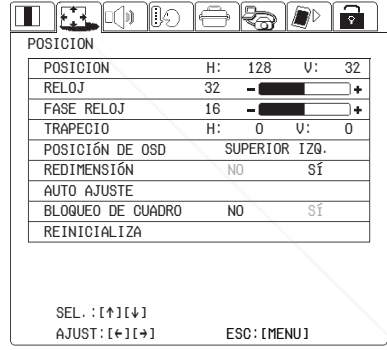 POSICION
POSICION H: 128 V: 32
RELOJ 32 - +
FASE RELOJ 16 - +
TRAPECIO H: 0 V: 0
POSICIÓN DE OSD SUPERIOR IZQ.
REDIMENSIÓN NO SÍ
AUTO AJUSTE
BLOQUEO DE CUADRO NO SÍ
REINICIALIZA
SEL.:[↑][↓]
AJUST:[←][→] ESC:[MENU]